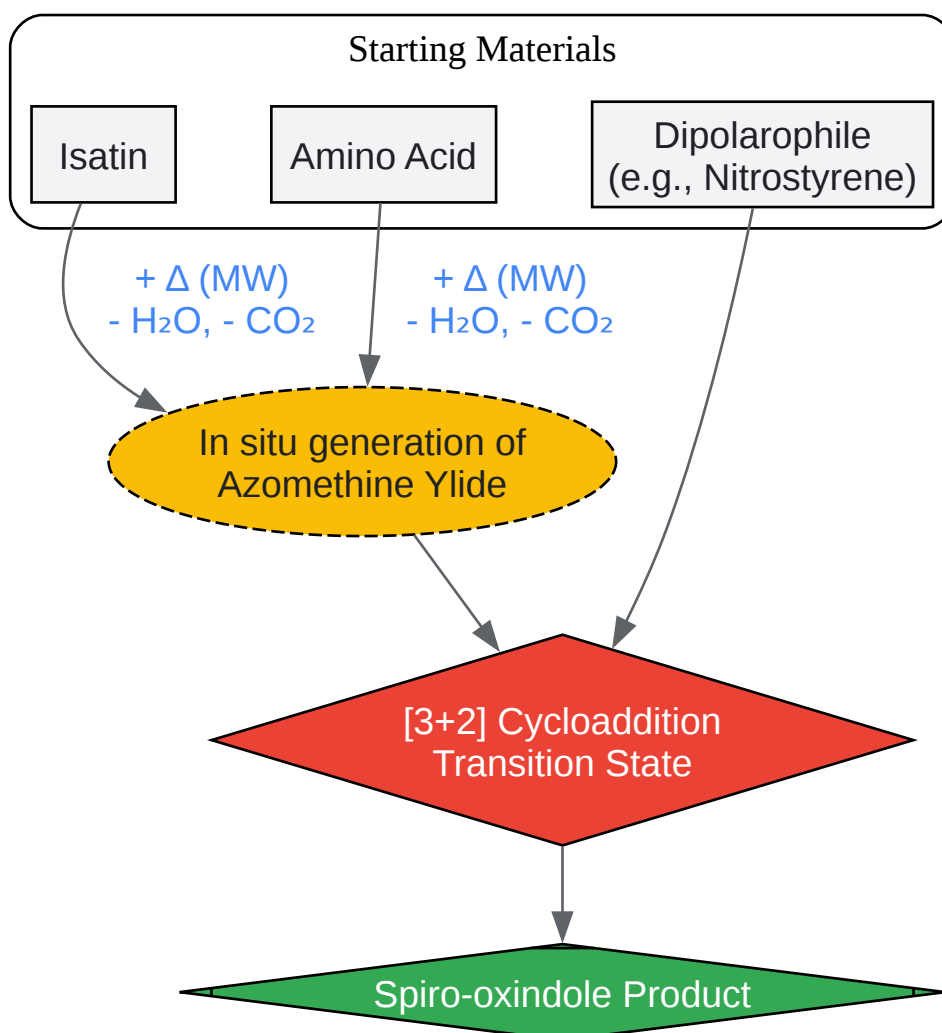 Starting Materials
Isatin
Amino Acid
Dipolarophile
(e.g., Nitrostyrene)
+ Δ (MW)
- H₂O, - CO₂
+ Δ (MW)
- H₂O, - CO₂
In situ generation of
Azomethine Ylide
[3+2] Cycloaddition
Transition State
Spiro-oxindole Product